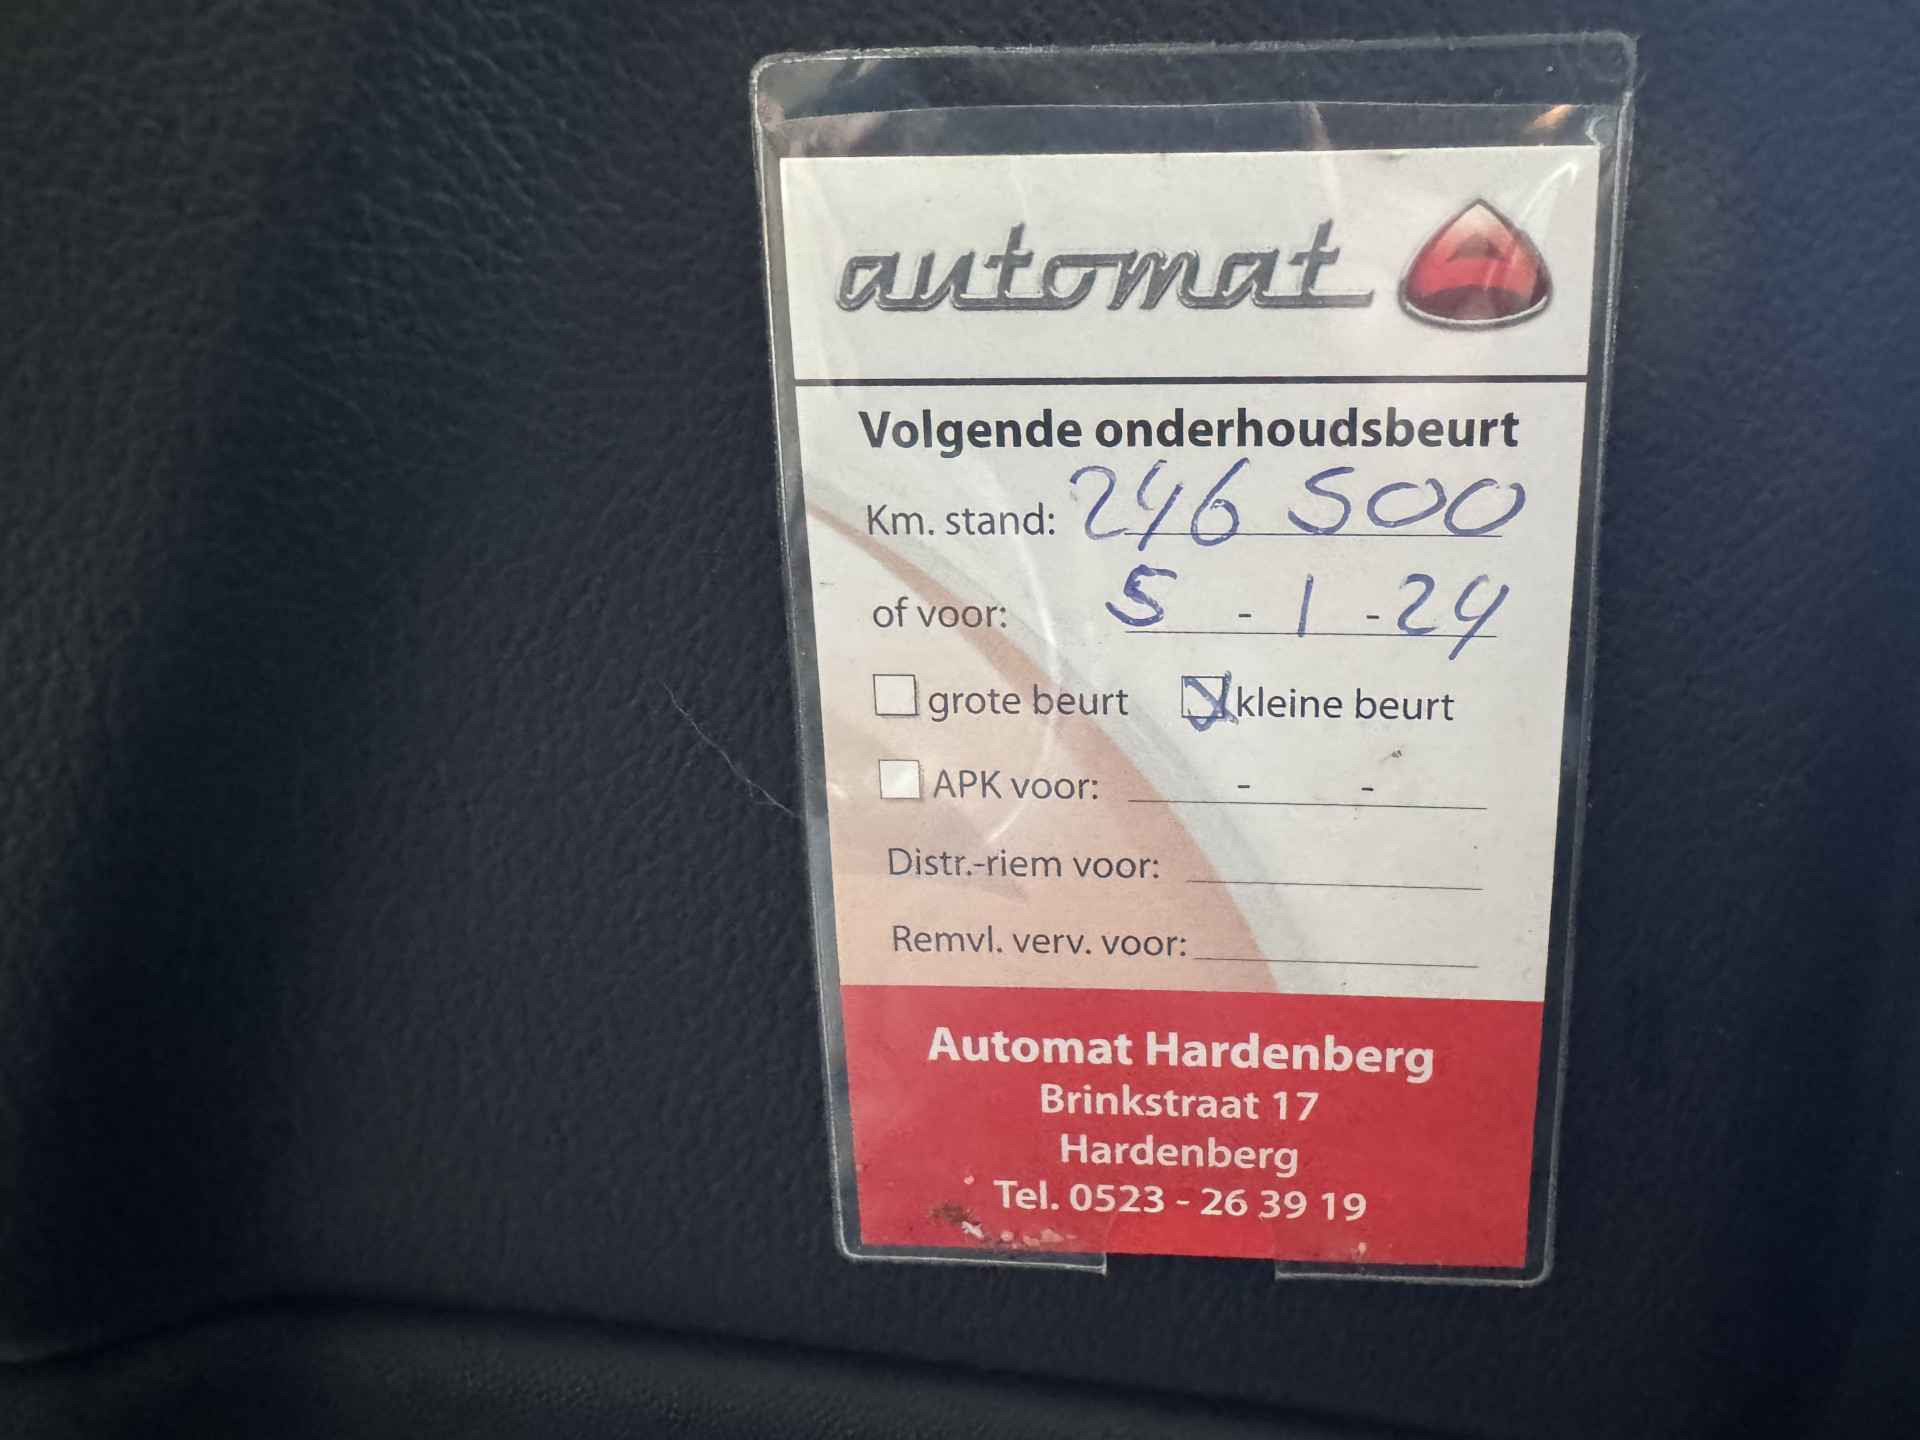 automat
Volgende onderhoudsbeurt
Km. stand: 246 500
of voor: 5 - 1 - 24
grote beurt kleine beurt
APK voor: - -
Distr.-riem voor:
Remvl. verv. voor:
Automat Hardenberg
Brinkstraat 17
Hardenberg
Tel. 0523 - 26 39 19